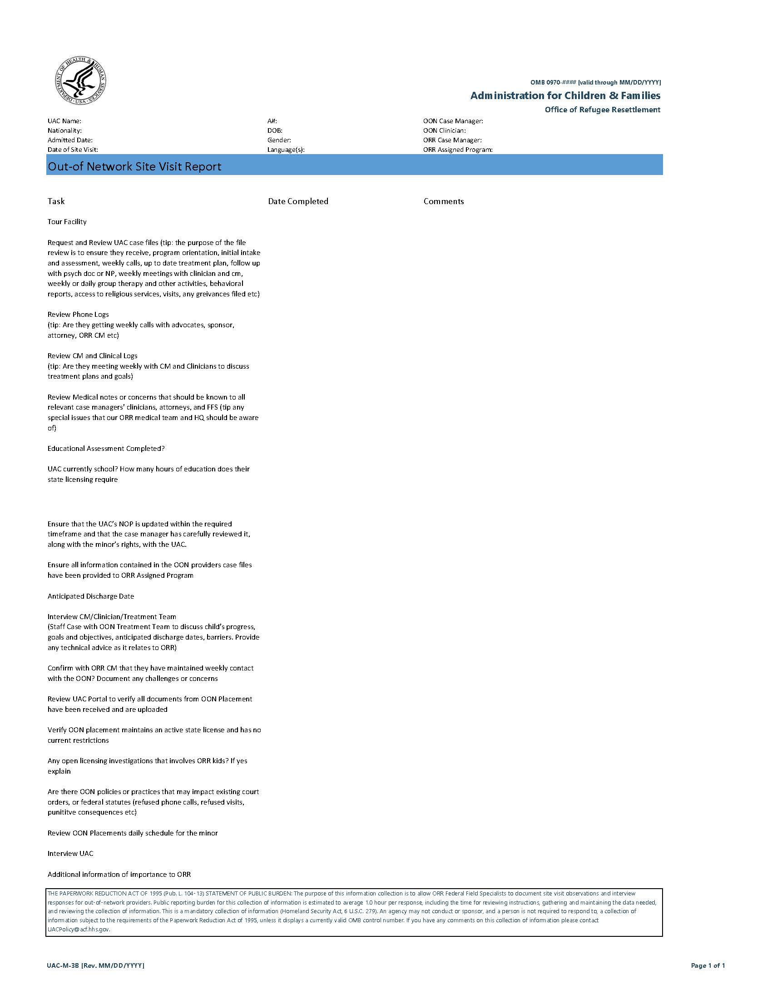 DEPARTMENT OF HEALTH & HUMAN SERVICES · USA
OMB 0970-#### [valid through MM/DD/YYYY]
Administration for Children & Families
Office of Refugee Resettlement
UAC Name: A#: OON Case Manager:
Nationality: DOB: OON Clinician:
Admitted Date: Gender: ORR Case Manager:
Date of Site Visit: Language(s): ORR Assigned Program:
Out-of Network Site Visit Report
Task Date Completed Comments
Tour Facility
Request and Review UAC case files (tip: the purpose of the file
review is to ensure they receive, program orientation, initial intake
and assessment, weekly calls, up to date treatment plan, follow up
with psych doc or NP, weekly meetings with clinician and cm,
weekly or daily group therapy and other activities, behavioral
reports, access to religious services, visits, any greivances filed etc)
Review Phone Logs
(tip: Are they getting weekly calls with advocates, sponsor,
attorney, ORR CM etc)
Review CM and Clinical Logs
(tip: Are they meeting weekly with CM and Clinicians to discuss
treatment plans and goals)
Review Medical notes or concerns that should be known to all
relevant case managers’ clinicians, attorneys, and FFS (tip any
special issues that our ORR medical team and HQ should be aware
of)
Educational Assessment Completed?
UAC currently school? How many hours of education does their
state licensing require
Ensure that the UAC’s NOP is updated within the required
timeframe and that the case manager has carefully reviewed it,
along with the minor’s rights, with the UAC.
Ensure all information contained in the OON providers case files
have been provided to ORR Assigned Program
Anticipated Discharge Date
Interview CM/Clinician/Treatment Team
(Staff Case with OON Treatment Team to discuss child’s progress,
goals and objectives, anticipated discharge dates, barriers. Provide
any technical advice as it relates to ORR)
Confirm with ORR CM that they have maintained weekly contact
with the OON? Document any challenges or concerns
Review UAC Portal to verify all documents from OON Placement
have been received and are uploaded
Verify OON placement maintains an active state license and has no
current restrictions
Any open licensing investigations that involves ORR kids? If yes
explain
Are there OON policies or practices that may impact existing court
orders, or federal statutes (refused phone calls, refused visits,
punititve consequences etc)
Review OON Placements daily schedule for the minor
Interview UAC
Additional information of importance to ORR
THE PAPERWORK REDUCTION ACT OF 1995 (Pub. L. 104-13) STATEMENT OF PUBLIC BURDEN: The purpose of this information collection is to allow ORR Federal Field Specialists to document site visit observations and interview
responses for out-of-network providers. Public reporting burden for this collection of information is estimated to average 1.0 hour per response, including the time for reviewing instructions, gathering and maintaining the data needed,
and reviewing the collection of information. This is a mandatory collection of information (Homeland Security Act, 6 U.S.C. 279). An agency may not conduct or sponsor, and a person is not required to respond to, a collection of
information subject to the requirements of the Paperwork Reduction Act of 1995, unless it displays a currently valid OMB control number. If you have any comments on this collection of information please contact
UACPolicy@acf.hhs.gov.
UAC-M-3B [Rev. MM/DD/YYYY] Page 1 of 1